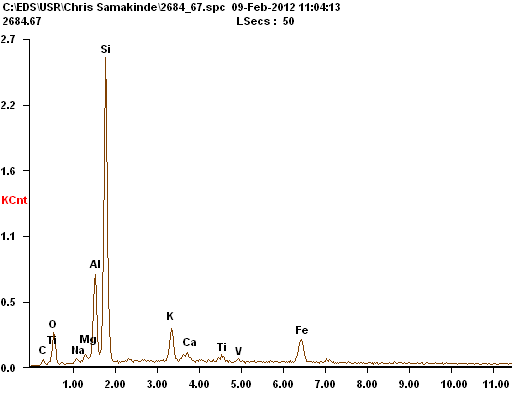 C:\EDS\USR\Chris Samakinde\2684_67.spc 09-Feb-2012 11:04:13
2684.67 LSecs : 50
2.7
Si
2.2
1.6
KCnt
1.1
Al
0.5
O
K
Fe
Ti
Mg
Ca
C
Na
Ti
V
0.0
1.00 2.00 3.00 4.00 5.00 6.00 7.00 8.00 9.00 10.00 11.00